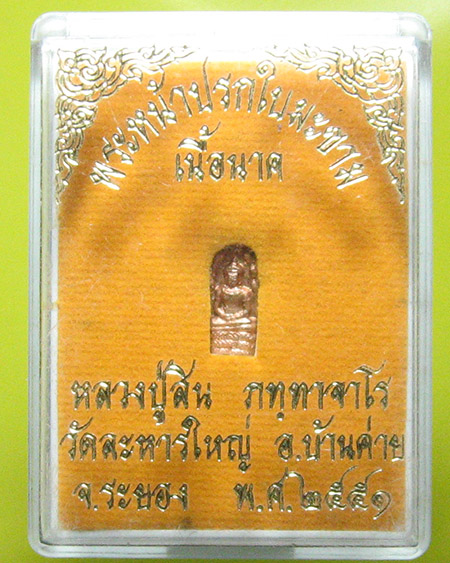 พระหน้าปรกใบมะขาม
เนื้อนาค
หลวงปู่สิน ภทฺทาจาโร
วัดละหารใหญ่ อ.บ้านค่าย
จ.ระยอง พ.ศ.๒๕๕๑